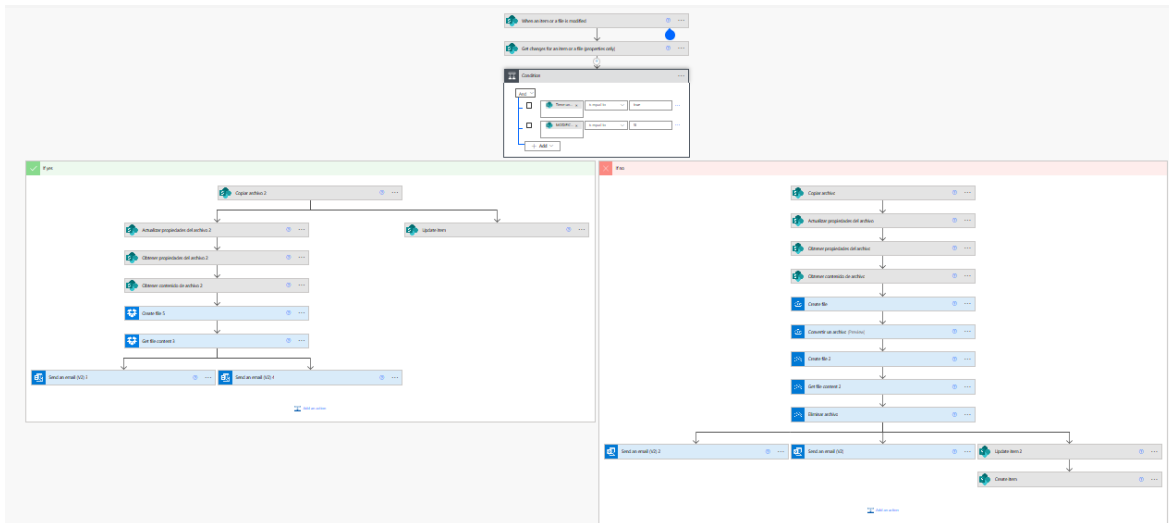 When an item or a file is modified
Get changes for an item or a file (properties only)
Condition
And
is equal to
true
is equal to
Add
If yes
Copiar archivo 2
Actualizar propiedades del archivo 2
Update item
Obtener propiedades del archivo 2
Obtener contenido de archivo 2
Create file 5
Get file content 3
Send an email (V2) 3
Send an email (V2) 4
Add an action
If no
Copiar archivo
Actualizar propiedades del archivo
Obtener propiedades del archivo
Obtener contenido de archivo
Create file
Convertir un archivo (Preview)
Create file 2
Get file content 2
Eliminar archivo
Send an email (V2) 2
Send an email (V2)
Update item 2
Create item
Add an action